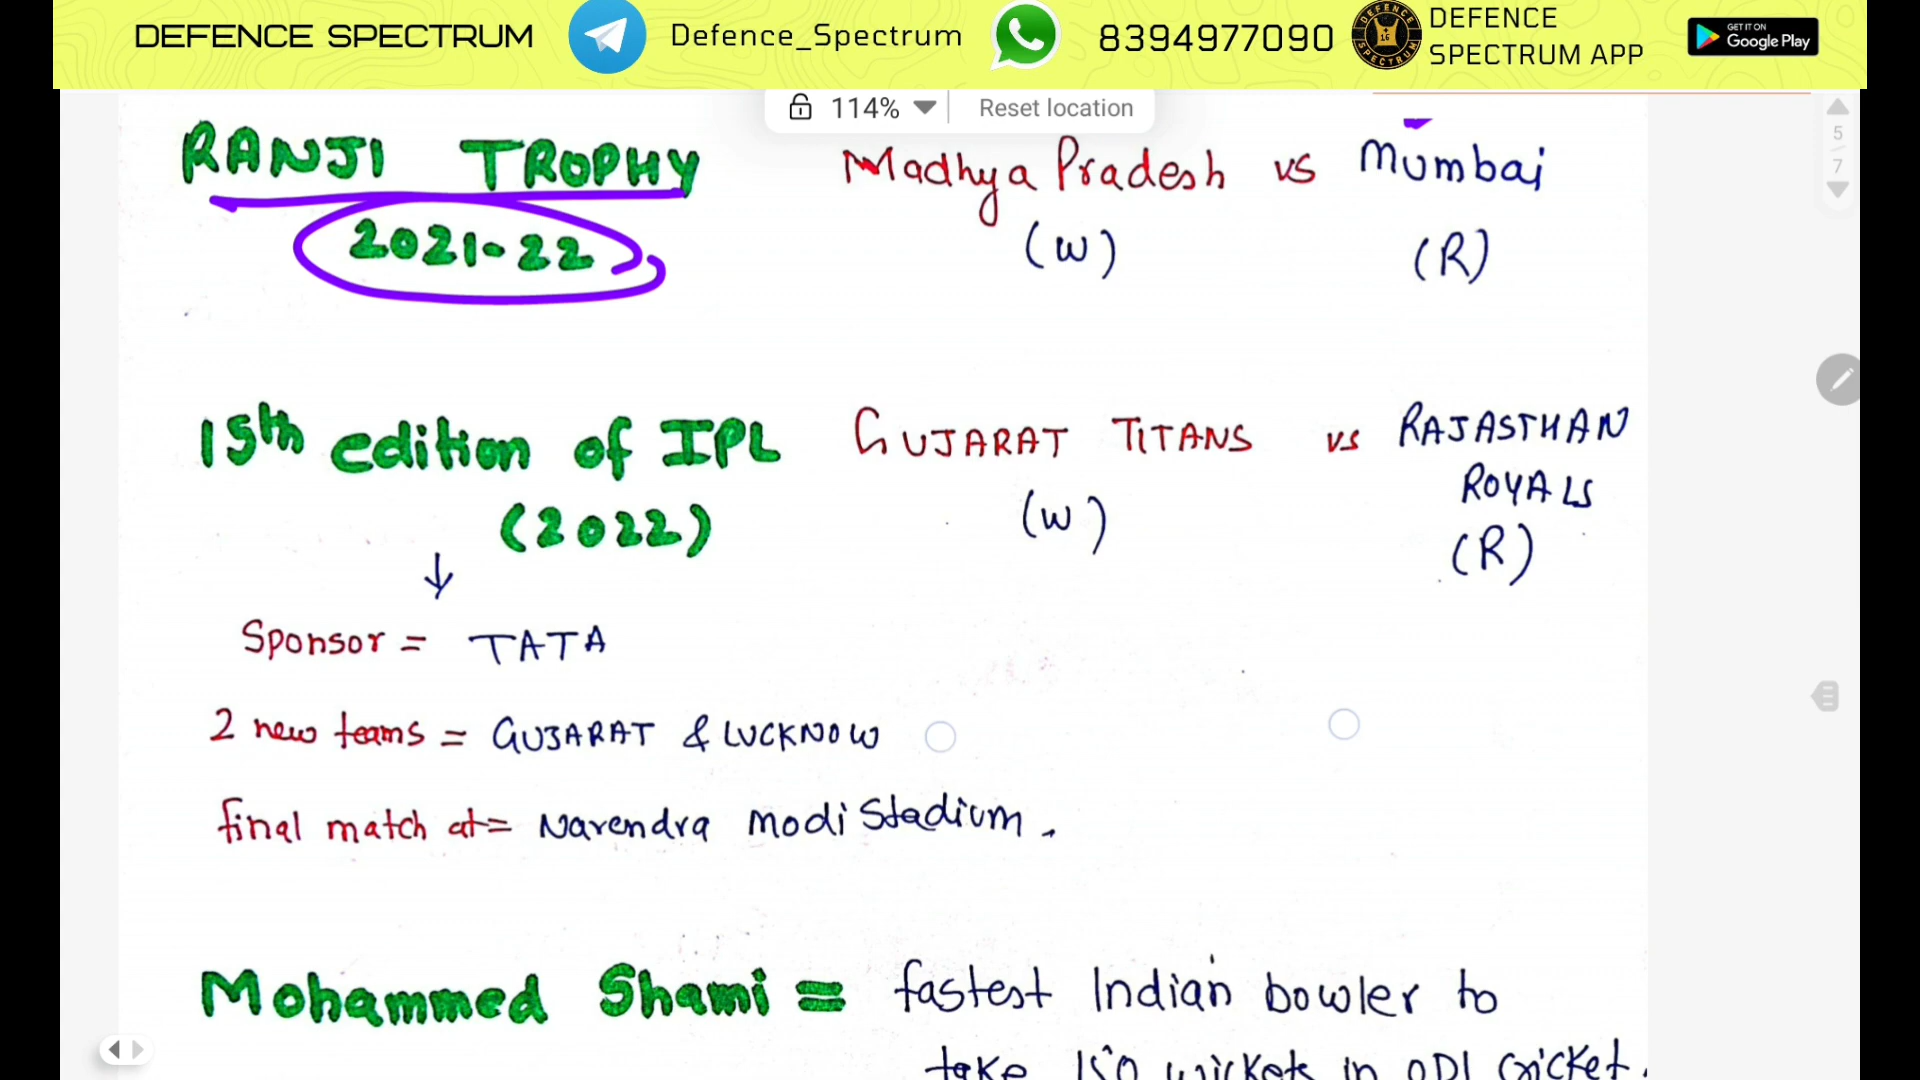 DEFENCE SPECTRUM Defence_Spectrum 8394977090 DEFENCE SPECTRUM APP GET IT ON Google Play
114% Reset location
5
7
RANJI TROPHY Madhya Pradesh vs Mumbai
2021-22 (W) (R)
15th edition of IPL GUJARAT TITANS vs RAJASTHAN ROYALS
(2022) (W) (R)
Sponsor = TATA
2 new teams = GUJARAT & LUCKNOW
final match at= Narendra Modi Stadium.
Mohammed Shami = fastest Indian bowler to
take 150 wickets in ODI cricket.